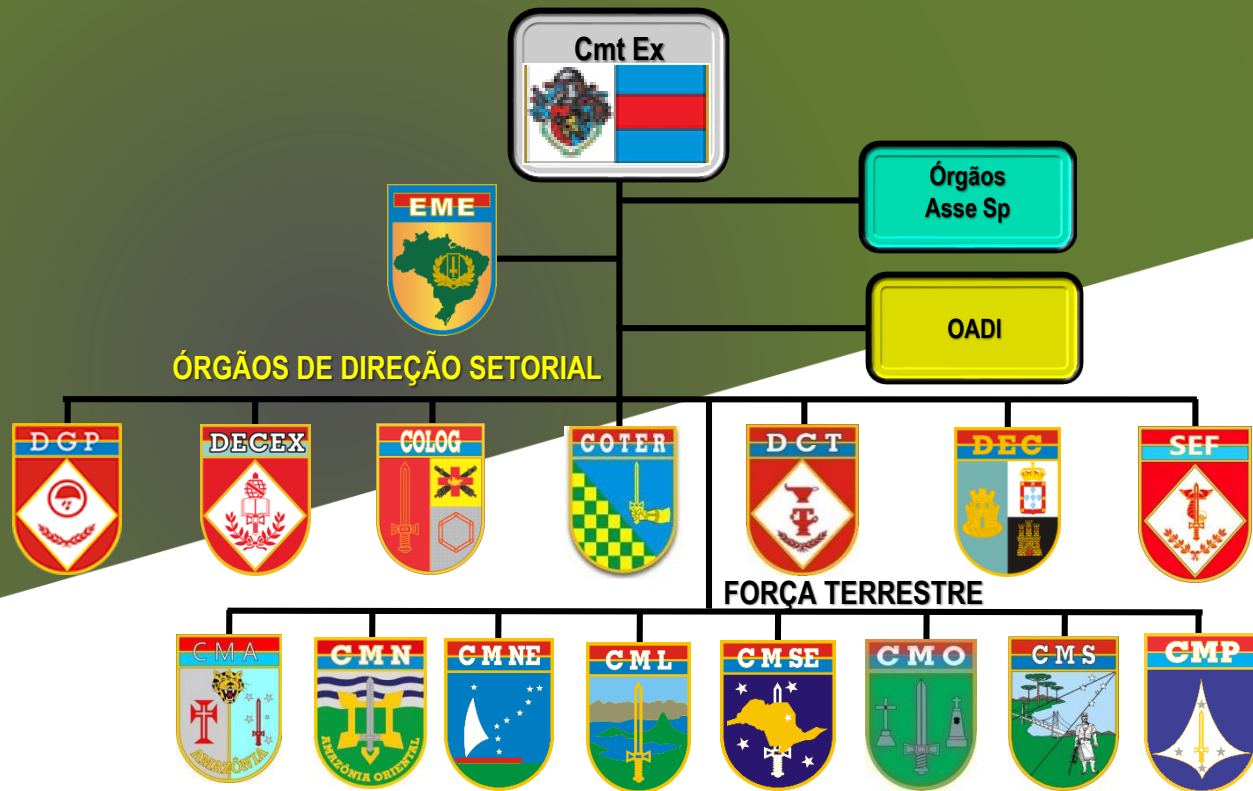 Cmt Ex
Órgãos
Asse Sp
EME
OADI
ÓRGÃOS DE DIREÇÃO SETORIAL
DGP
DECEX
COLOG
COTER
DCT
DEC
SEF
FORÇA TERRESTRE
CMA
AMAZÔNIA
CMN
AMAZÔNIA ORIENTAL
CMNE
CML
CMSE
CMO
CMS
CMP